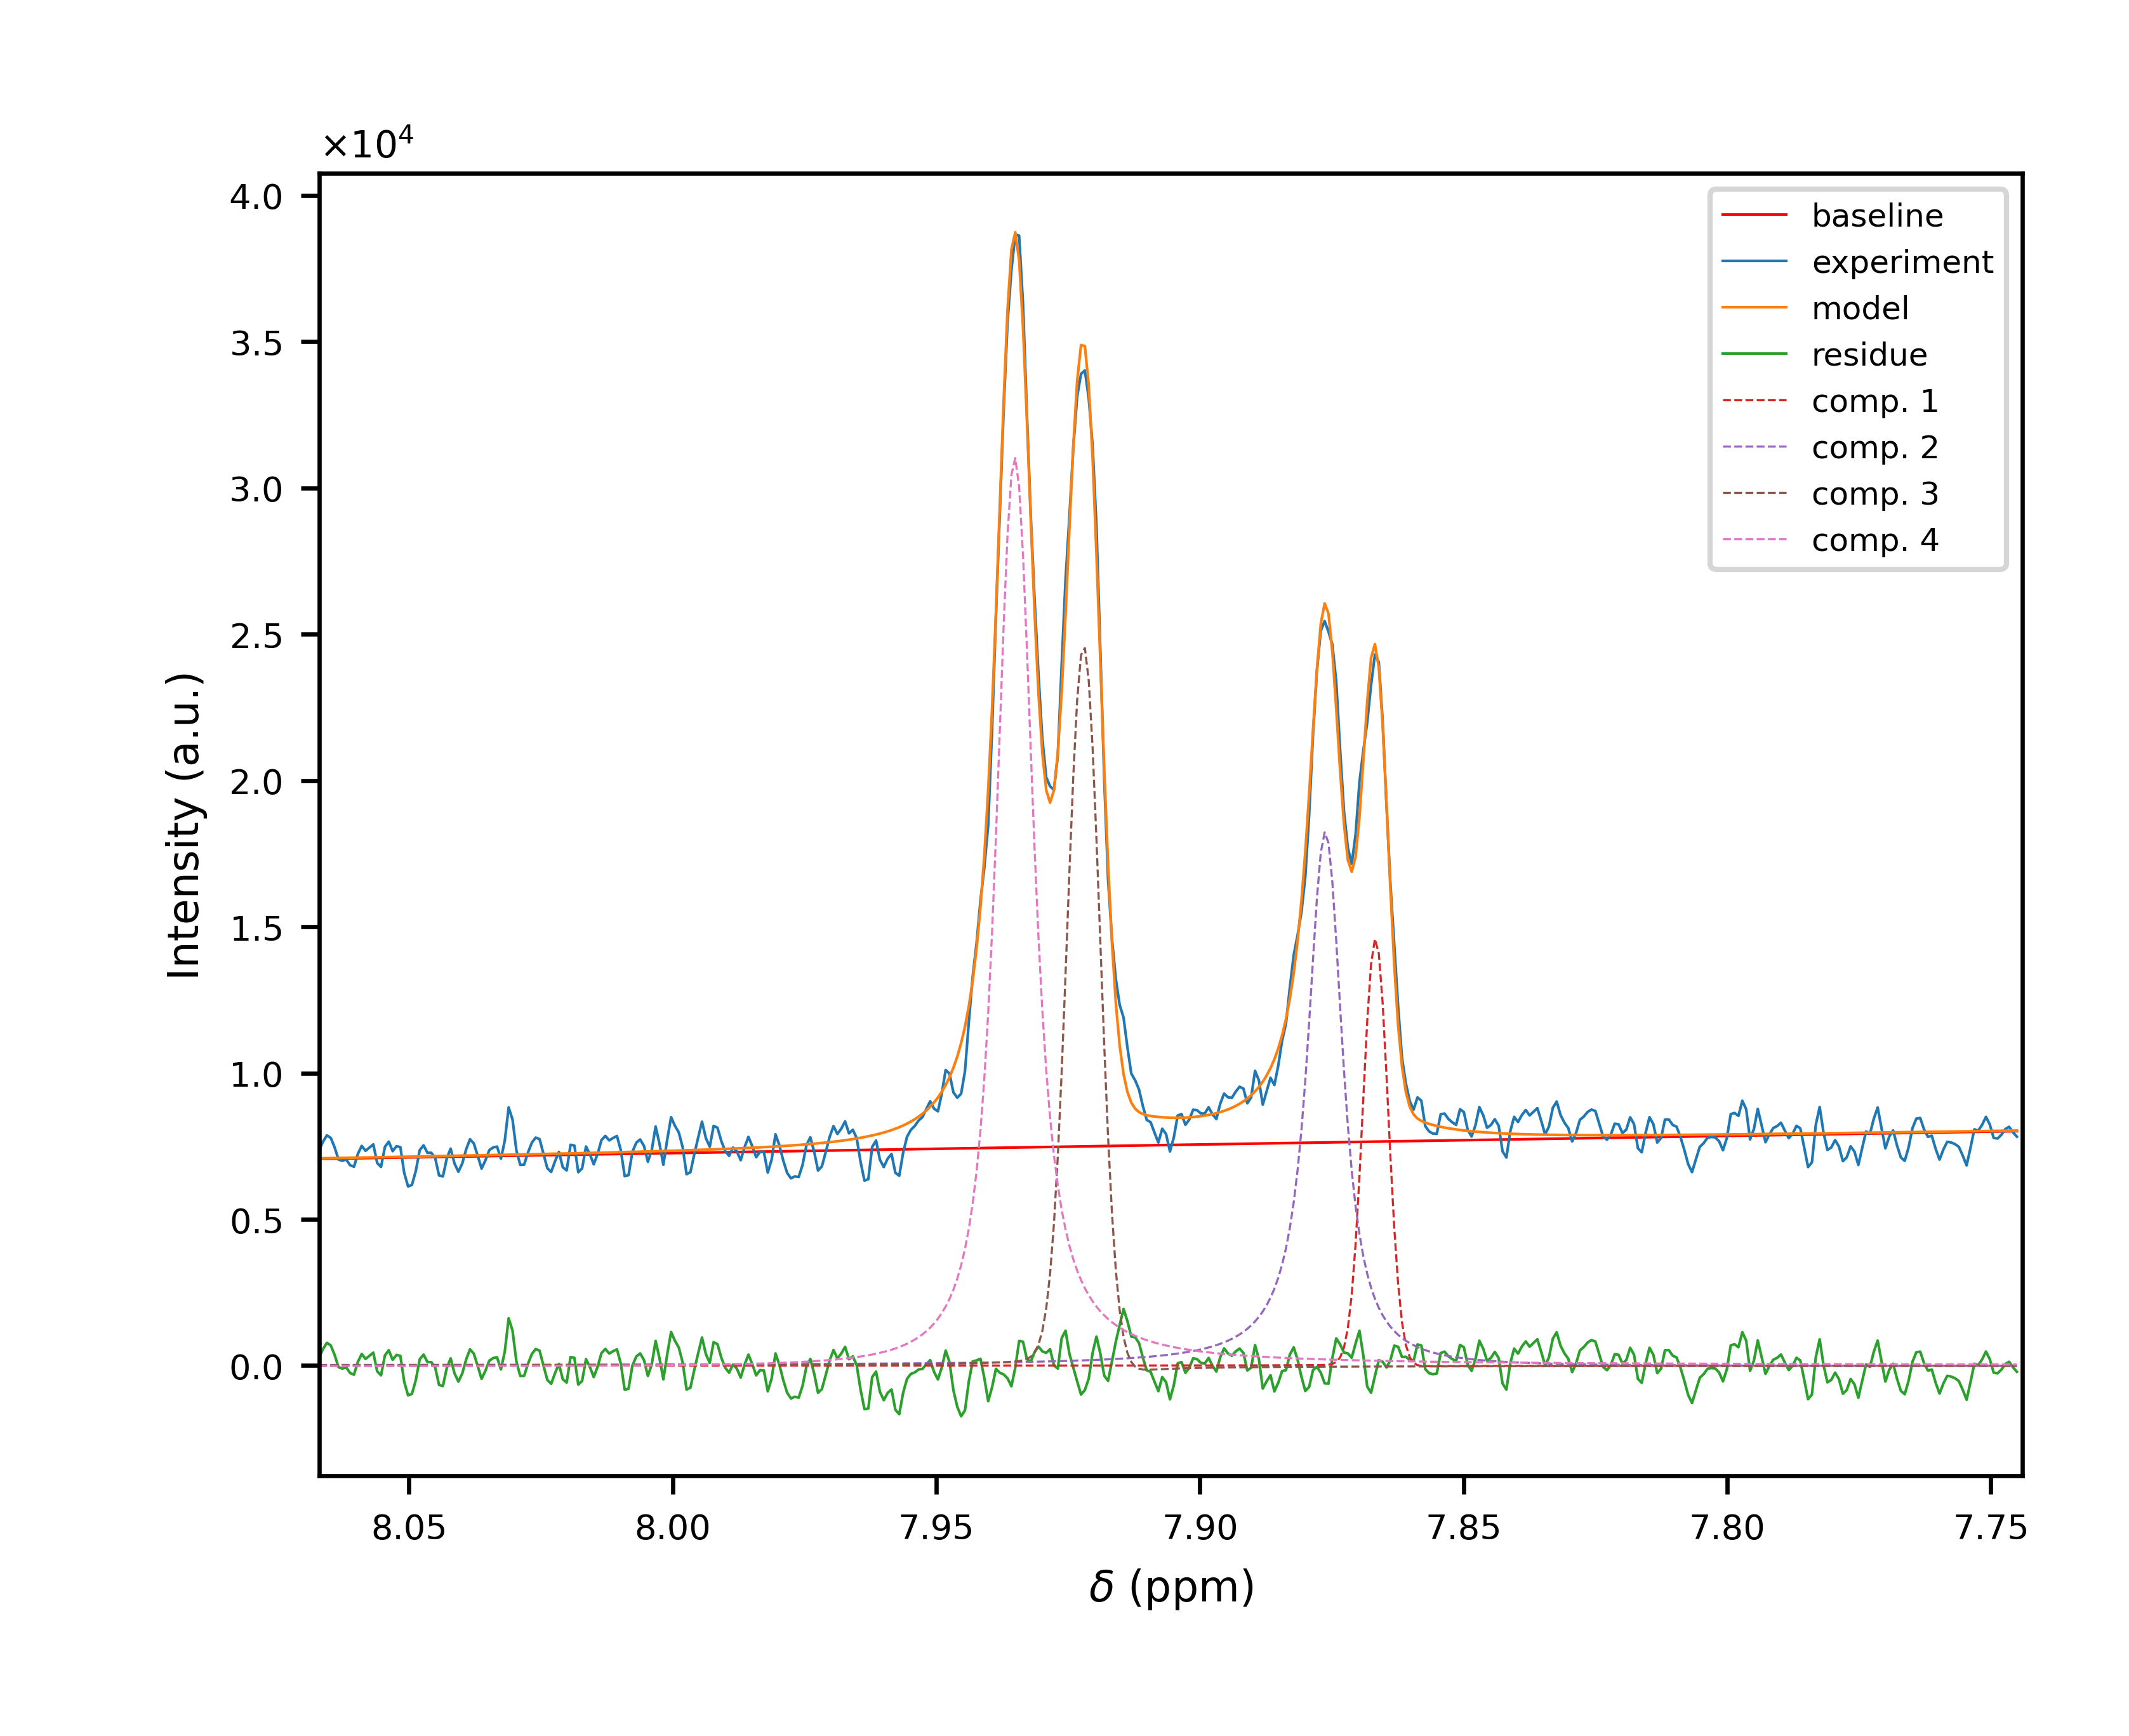 ×10⁴
4.0
3.5
3.0
2.5
2.0
1.5
1.0
0.5
0.0
Intensity (a.u.)
baseline
experiment
model
residue
comp. 1
comp. 2
comp. 3
comp. 4
8.05 8.00 7.95 7.90 7.85 7.80 7.75
δ (ppm)